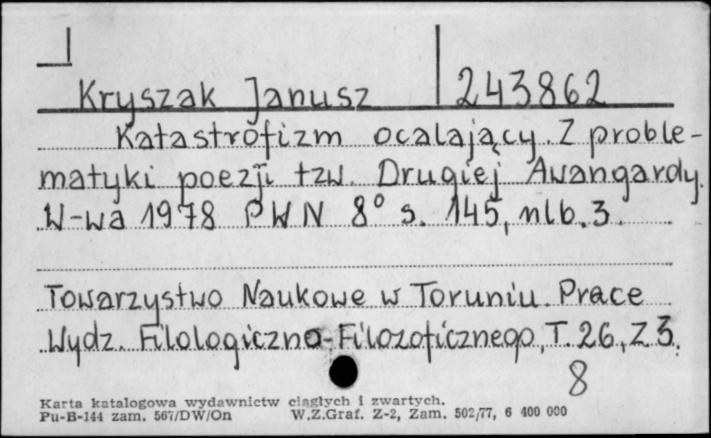 Kryszak Janusz 243862
Katastrofizm ocalający. Z proble-
matyki poezji tzw. Drugiej Awangardy.
W-wa 1978 PWN 8° s. 145, nlb. 3.
Towarzystwo Naukowe w Toruniu. Prace
Wydz. Filologiczno-Filozoficznego, T. 26, Z 3.
8
Karta katalogowa wydawnictw ciągłych i zwartych.
Pu-B-144 zam. 567/DW/On W.Z.Graf. Z-2, Zam. 502/77, 6 400 000